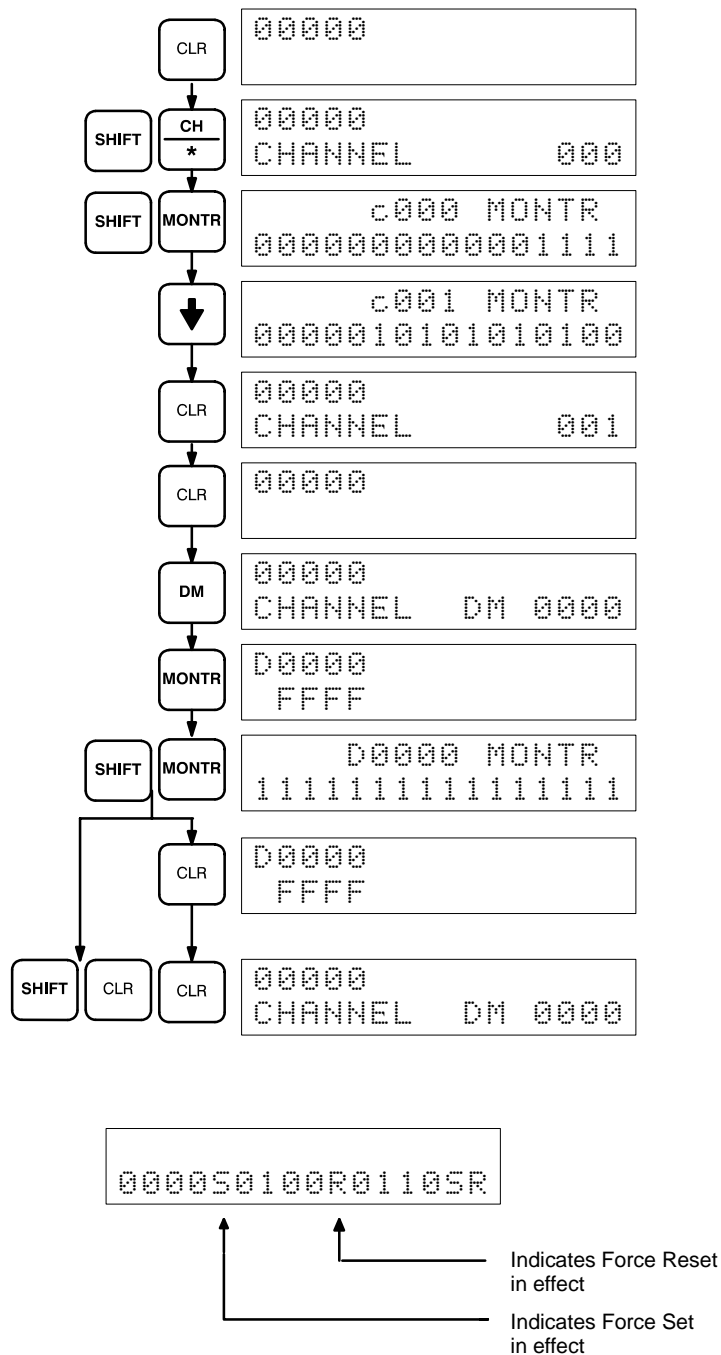 CLR
00000
SHIFT CH * 00000
CHANNEL 000
SHIFT MONTR c000 MONTR
0000000000001111
c001 MONTR
0000010101010100
CLR 00000
CHANNEL 001
CLR 00000
DM 00000
CHANNEL DM 0000
MONTR D0000
FFFF
SHIFT MONTR D0000 MONTR
1111111111111111
CLR D0000
FFFF
SHIFT CLR CLR 00000
CHANNEL DM 0000
0000S0100R0110SR
Indicates Force Reset
in effect
Indicates Force Set
in effect